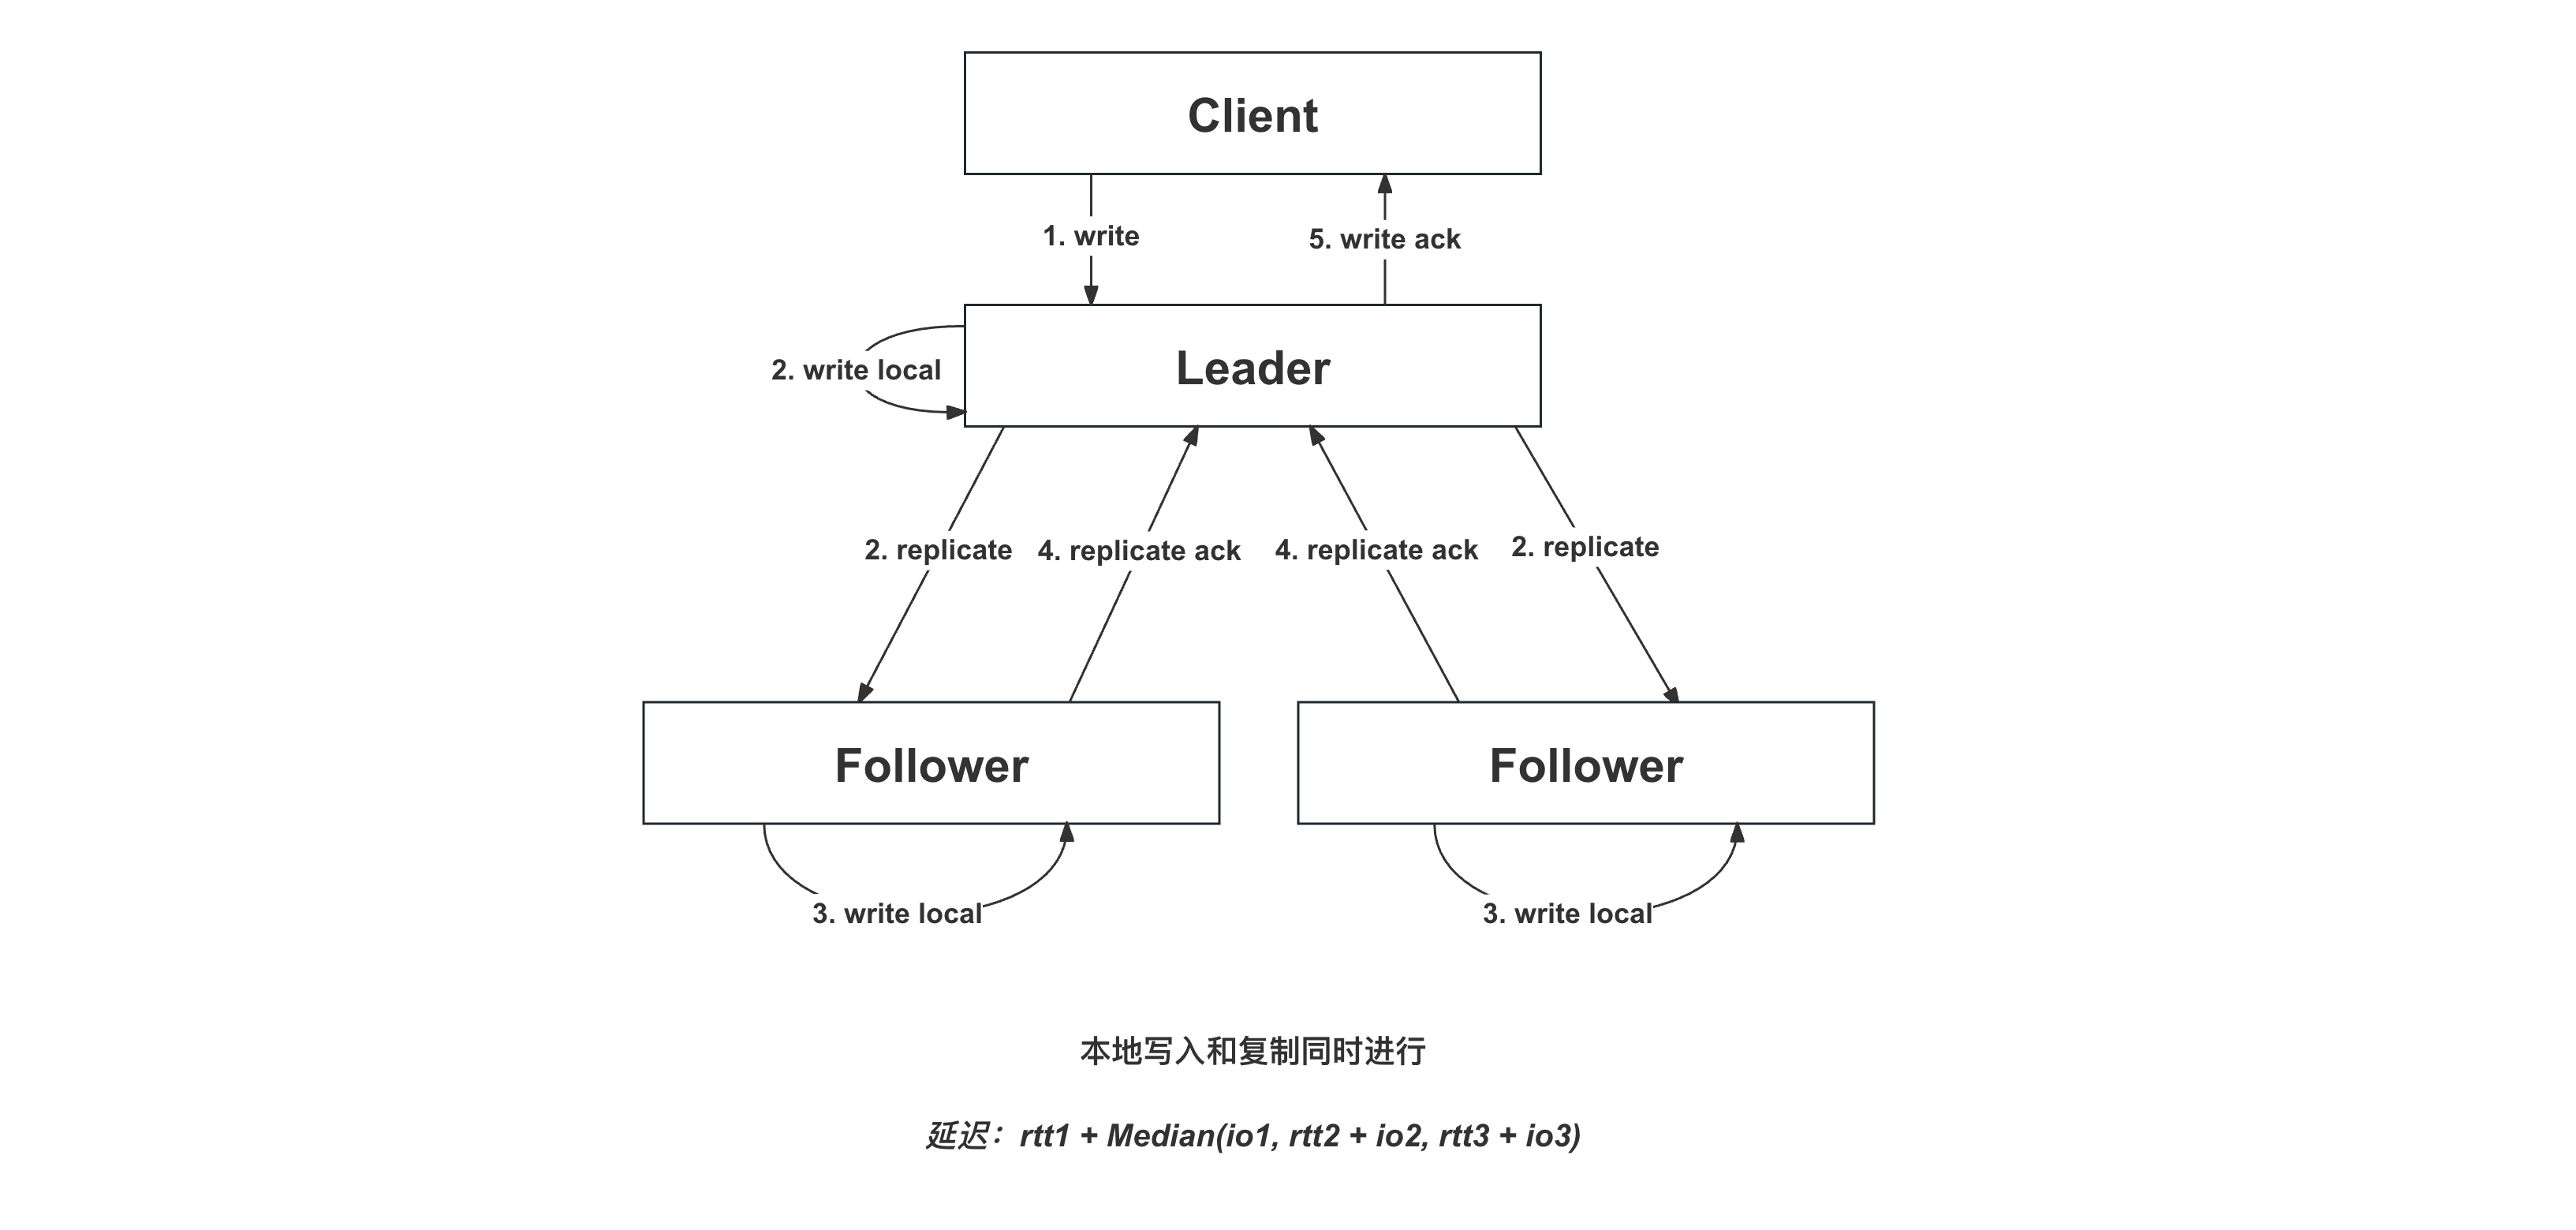 Client
1. write
5. write ack
Leader
2. write local
2. replicate
4. replicate ack
4. replicate ack
2. replicate
Follower
Follower
3. write local
3. write local
本地写入和复制同时进行
延迟：rtt1 + Median(io1, rtt2 + io2, rtt3 + io3)